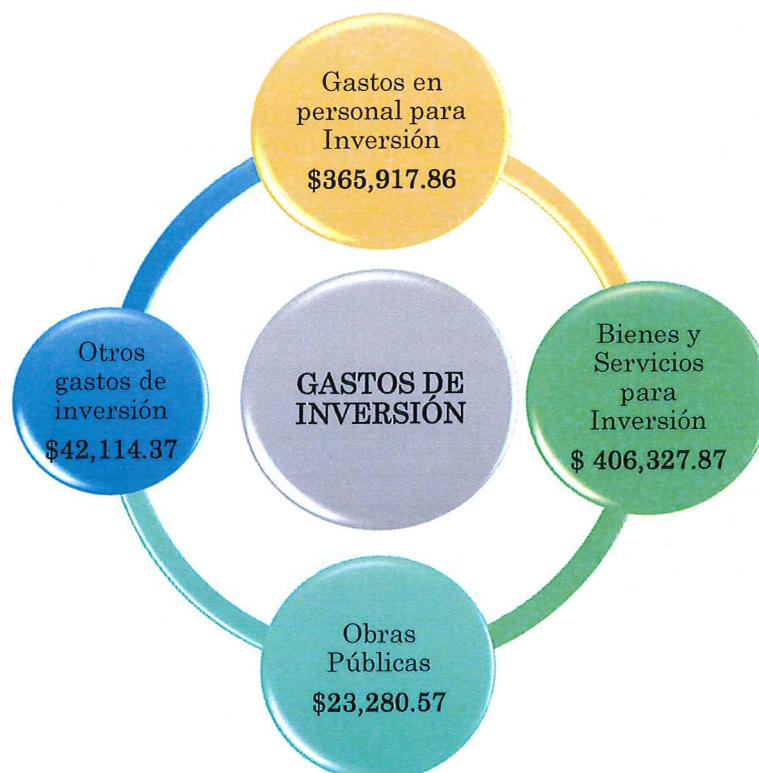 Gastos en
personal para
Inversión
$365,917.86
Otros
gastos de
inversión
$42,114.37
GASTOS DE
INVERSIÓN
Bienes y
Servicios
para
Inversión
$ 406,327.87
Obras
Públicas
$23,280.57